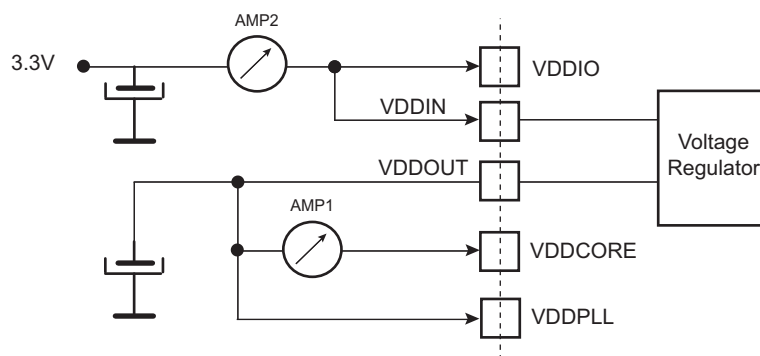 AMP2
3.3V
VDDIO
VDDIN
Voltage
Regulator
VDDOUT
AMP1
VDDCORE
VDDPLL